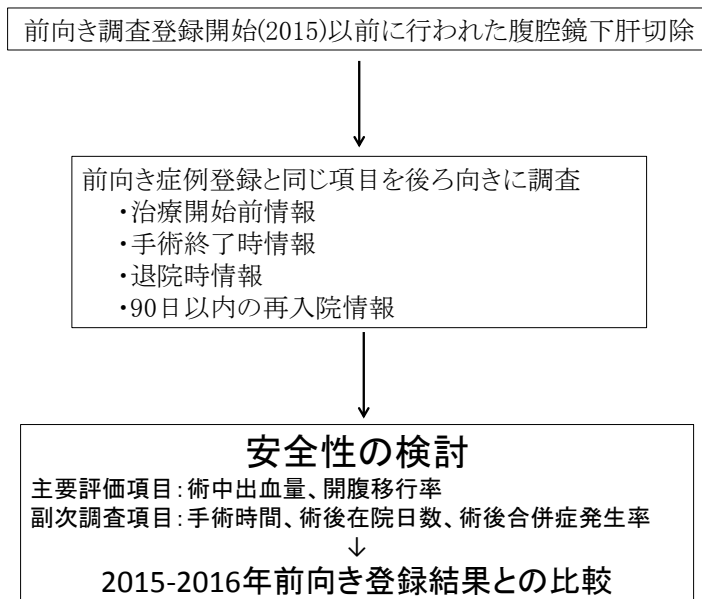 前向き調査登録開始(2015)以前に行われた腹腔鏡下肝切除
前向き症例登録と同じ項目を後ろ向きに調査
・治療開始前情報
・手術終了時情報
・退院時情報
・90日以内の再入院情報
安全性の検討
主要評価項目：術中出血量、開腹移行率
副次調査項目：手術時間、術後在院日数、術後合併症発生率
↓
2015-2016年前向き登録結果との比較